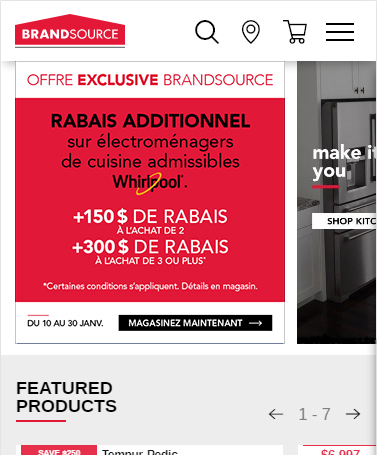 BRANDSOURCE
OFFRE EXCLUSIVE BRANDSOURCE
RABAIS ADDITIONNEL
sur électroménagers
de cuisine admissibles
Whirlpool.
+150 $ DE RABAIS
À L'ACHAT DE 2
+300 $ DE RABAIS
À L'ACHAT DE 3 OU PLUS*
*Certaines conditions s'appliquent. Détails en magasin.
DU 10 AU 30 JANV.
MAGASINEZ MAINTENANT
make it
you
SHOP KITC
FEATURED
PRODUCTS
1 - 7
SAVE $250
Tempur-Pedic
$6,997